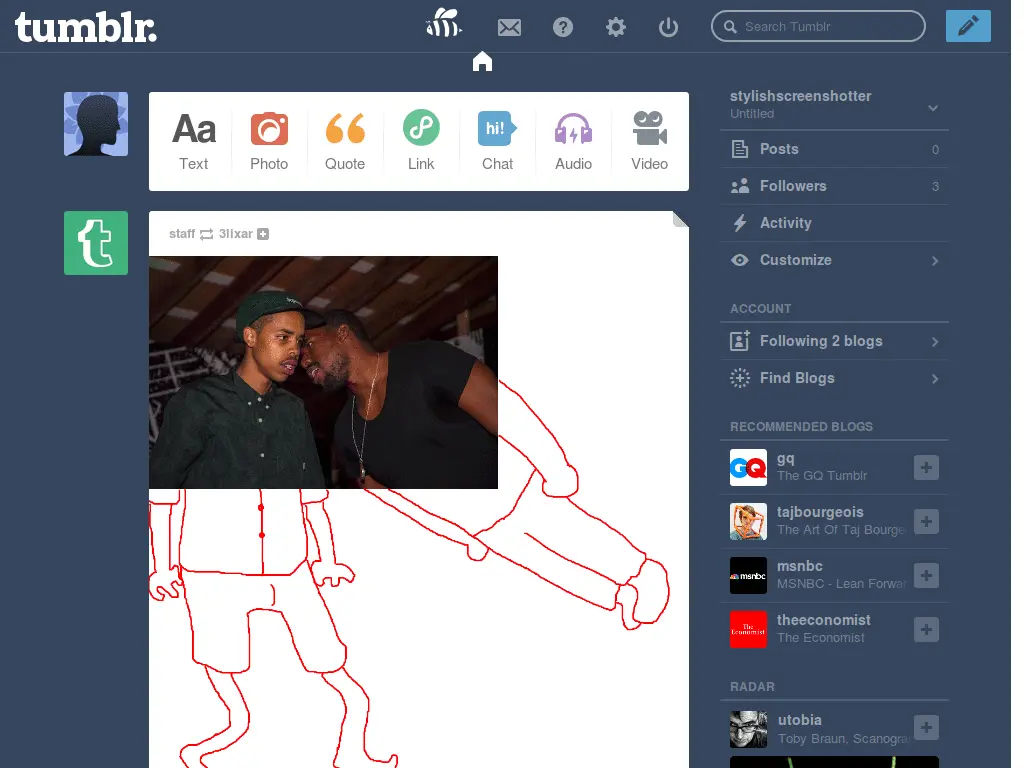 tumblr.
Search Tumblr
Aa
Text
Photo
Quote
Link
hi!
Chat
Audio
Video
staff 3lixar
stylishscreenshotter
Untitled
Posts 0
Followers 3
Activity
Customize
ACCOUNT
Following 2 blogs
Find Blogs
RECOMMENDED BLOGS
GQ
gq
The GQ Tumblr
tajbourgeois
The Art Of Taj Bourge
msnbc
msnbc
MSNBC - Lean Forwar
The
Economist
theeconomist
The Economist
RADAR
utobia
Toby Braun, Scanogra